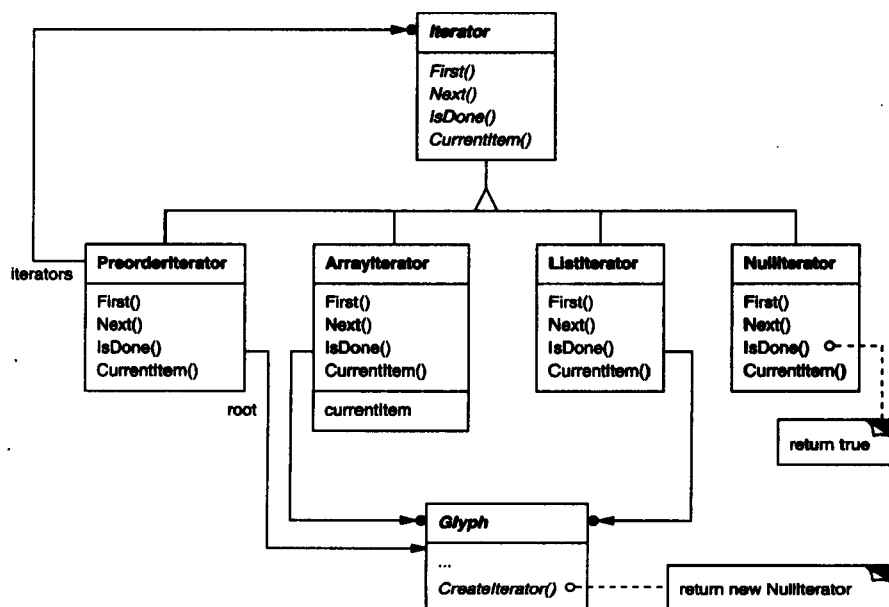 Iterator
First()
Next()
IsDone()
CurrentItem()
iterators
PreorderIterator
First()
Next()
IsDone()
CurrentItem()
root
ArrayIterator
First()
Next()
IsDone()
CurrentItem()
currentItem
ListIterator
First()
Next()
IsDone()
CurrentItem()
NullIterator
First()
Next()
IsDone()
CurrentItem()
return true
Glyph
...
CreateIterator()
return new NullIterator